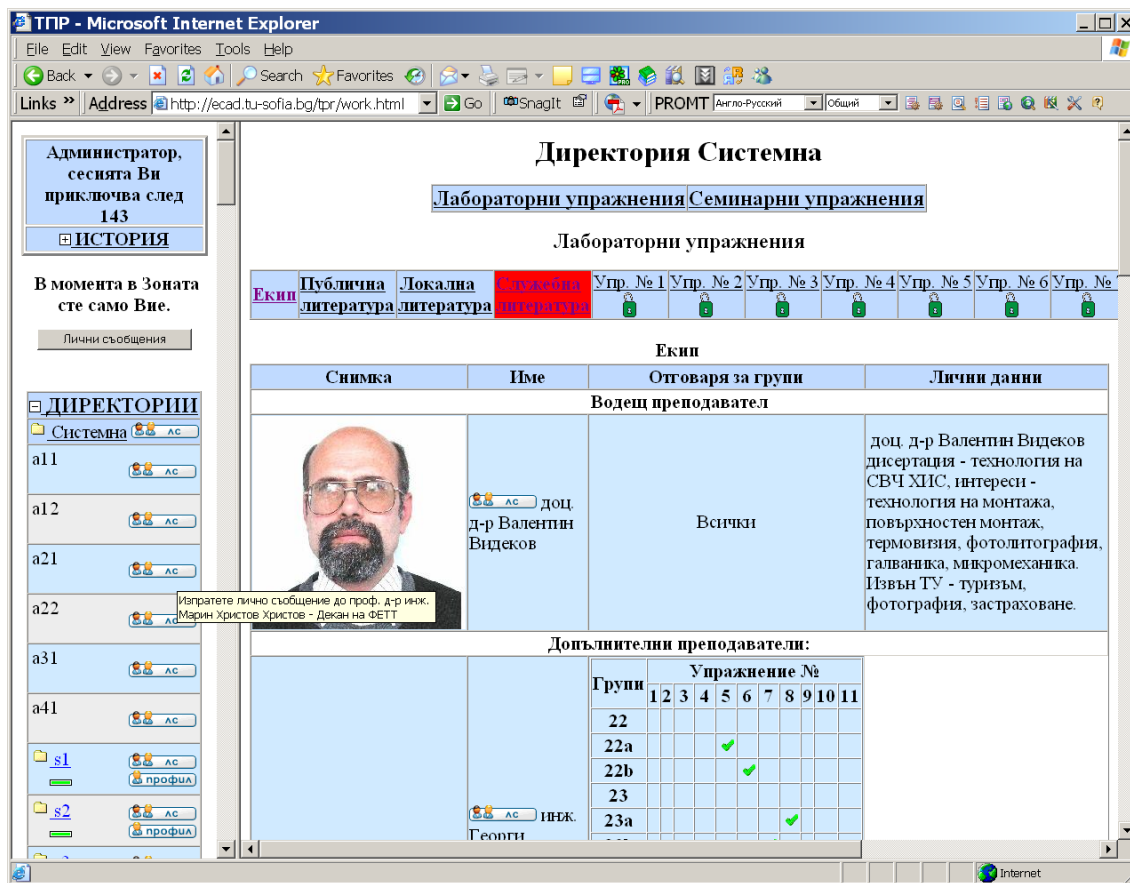 ТПР - Microsoft Internet Explorer
File Edit View Favorites Tools Help
Back Search Favorites
Links » Address http://ecad.tu-sofia.bg/tpr/work.html Go SnagIt PROMT Англо-Русский Общий
Администратор,
сесията Ви
приключва след
143
ИСТОРИЯ
В момента в Зоната
сте само Вие.
Лични съобщения
ДИРЕКТОРИИ
Системна ЛС
a11 ЛС
a12 ЛС
a21 ЛС
a22 ЛС
a31 ЛС
a41 ЛС
s1 ЛС
профил
s2 ЛС
профил
Директория Системна
Лабораторни упражнения Семинарни упражнения
Лабораторни упражнения
Екип Публична литература Локална литература Служебна литература Упр. № 1 Упр. № 2 Упр. № 3 Упр. № 4 Упр. № 5 Упр. № 6 Упр. №
Екип
Снимка Име Отговаря за групи Лични данни
Водещ преподавател
ЛС доц.
д-р Валентин
Видеков
Всички
доц. д-р Валентин Видеков
дисертация - технология на
СВЧ ХИС, интереси -
технология на монтажа,
повърхностен монтаж,
термовизия, фотолитография,
галваника, микромеханика.
Извън ТУ - туризъм,
фотография, застраховане.
Изпратете лично съобщение до проф. д-р инж.
Марин Христов Христов - Декан на ФЕТТ
Допълнителни преподаватели:
Групи Упражнение №
1 2 3 4 5 6 7 8 9 10 11
22
22а
22b
23
23а
ЛС инж.
Георги
Internet